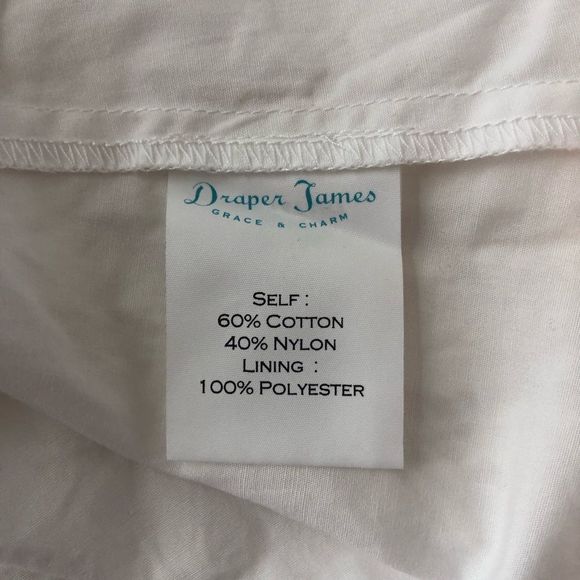 Draper James
GRACE & CHARM
SELF :
60% COTTON
40% NYLON
LINING :
100% POLYESTER